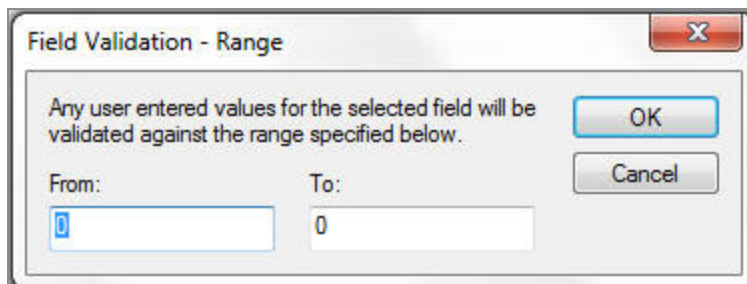 Field Validation - Range
Any user entered values for the selected field will be
validated against the range specified below.
OK
Cancel
From:
To:
0
0